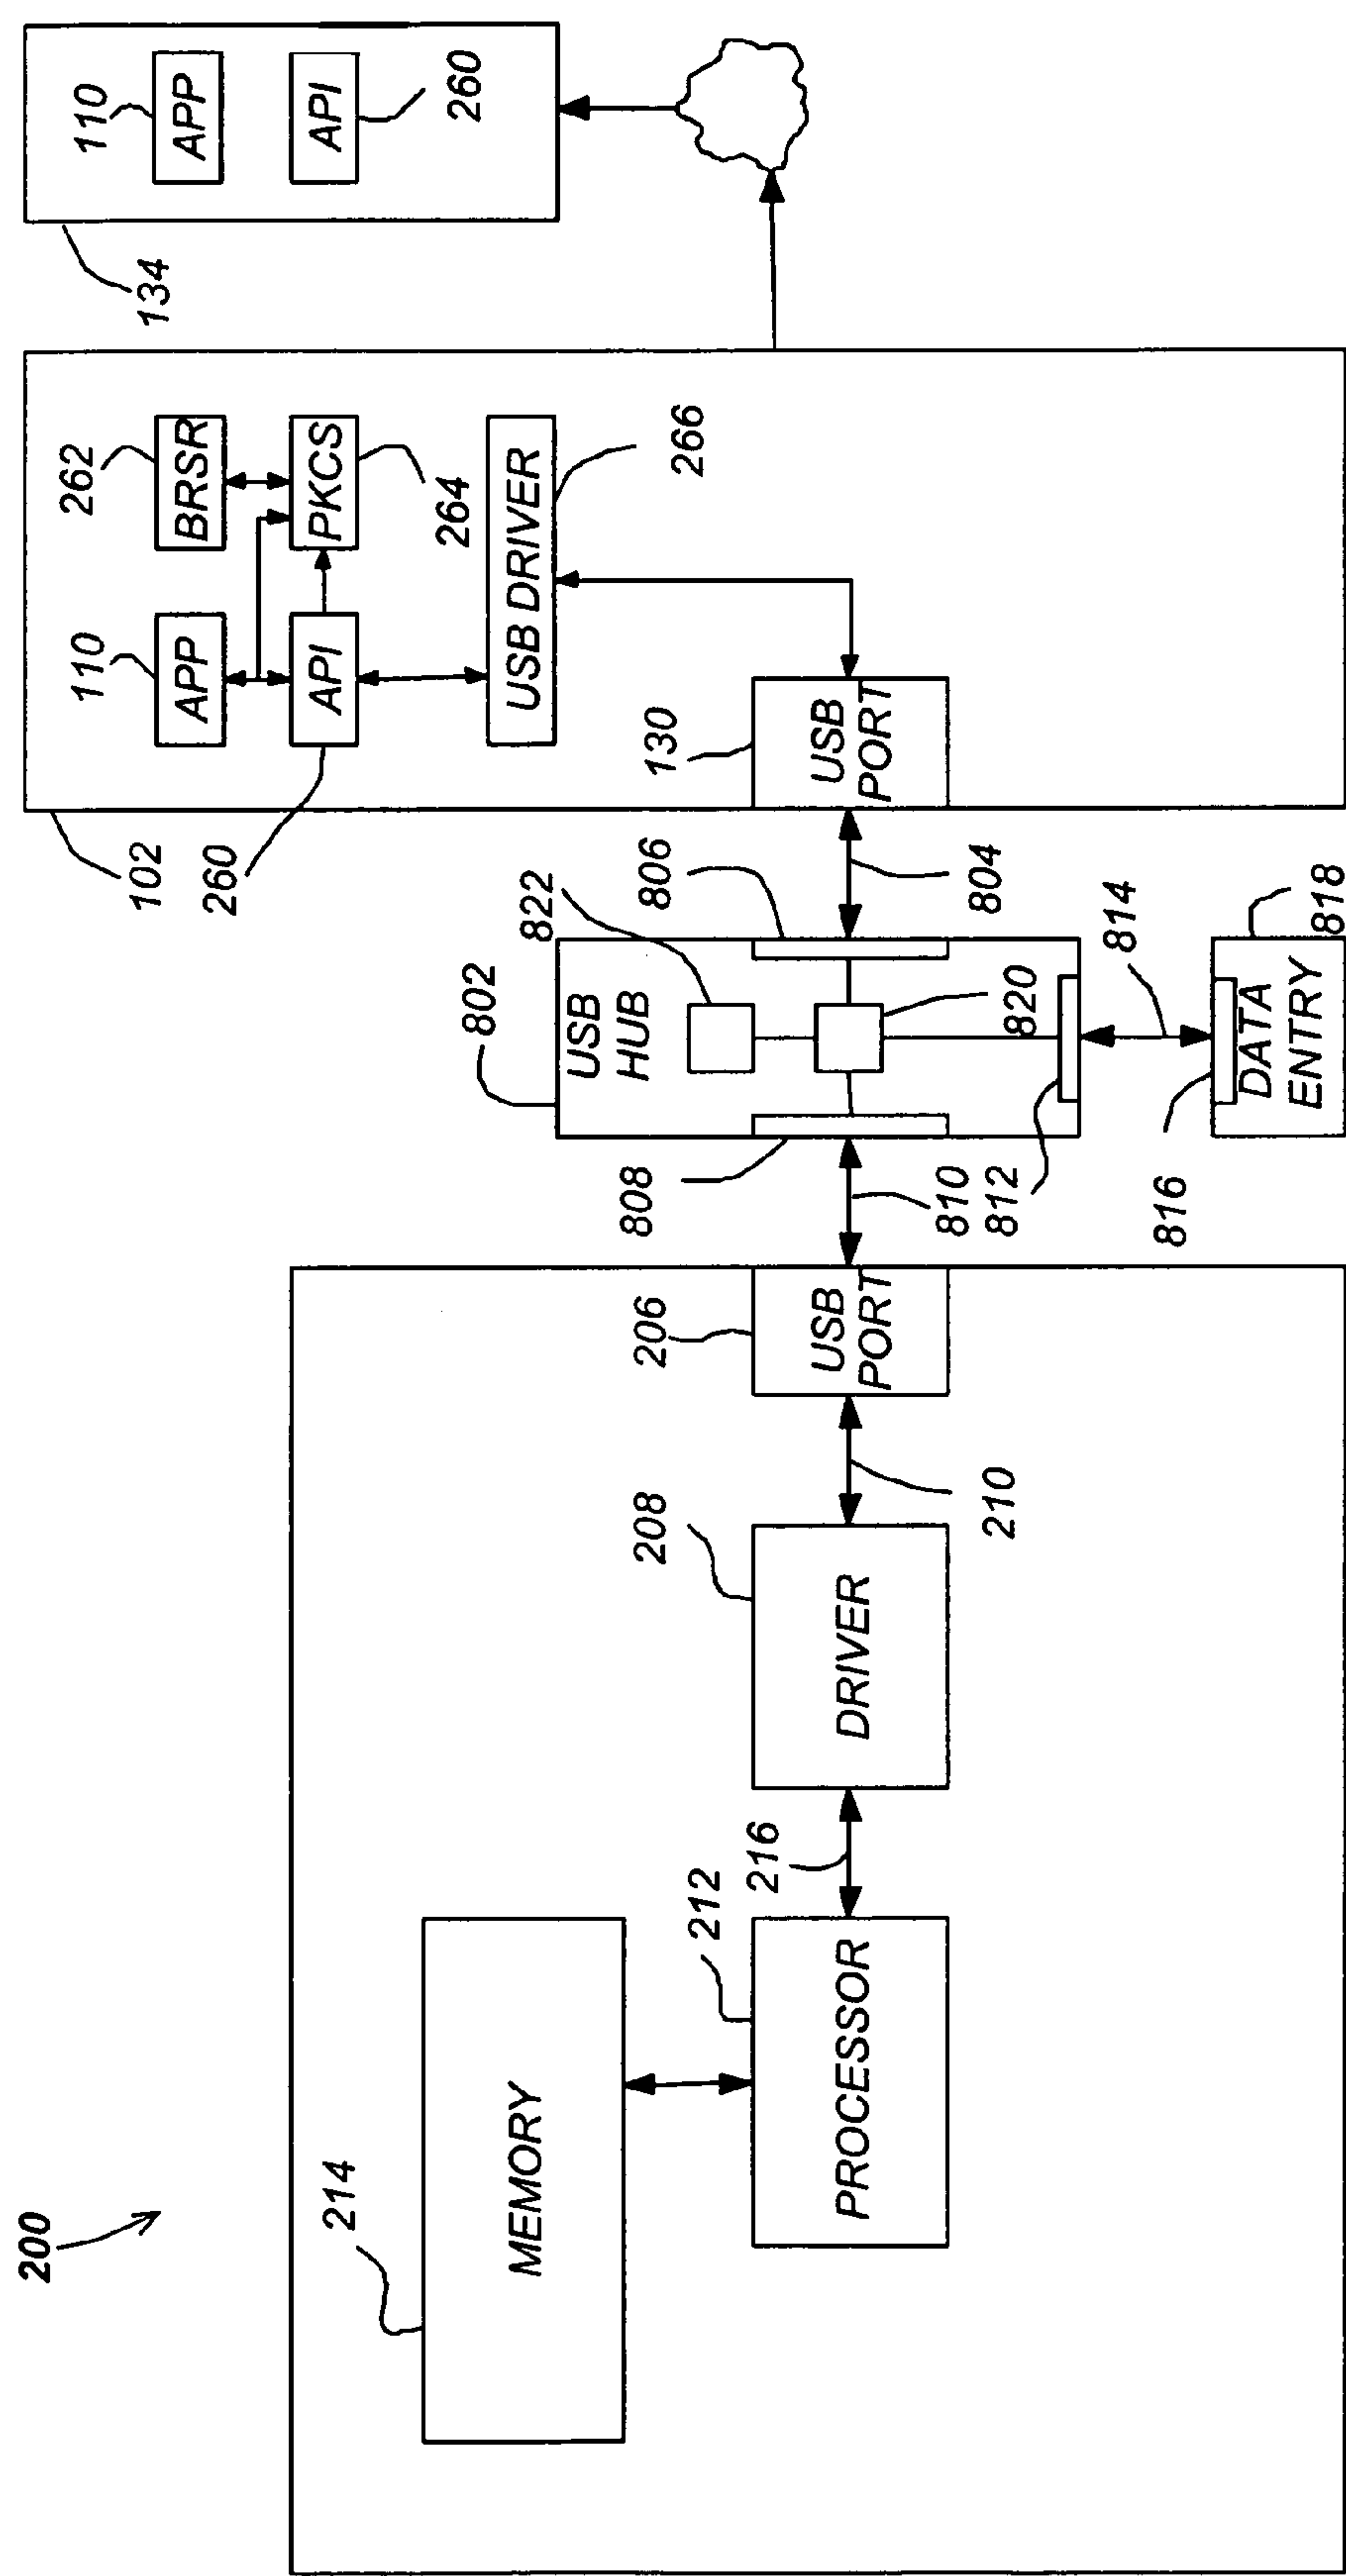 200
214
MEMORY
212
PROCESSOR
216
208
DRIVER
210
206
USB
PORT
802
USB
HUB
822
808
806
820
810
812
804
814
816
818
DATA
ENTRY
102
110
APP
262
BRSR
260
API
PKCS
264
USB DRIVER
266
130
USB
PORT
134
110
APP
API
260